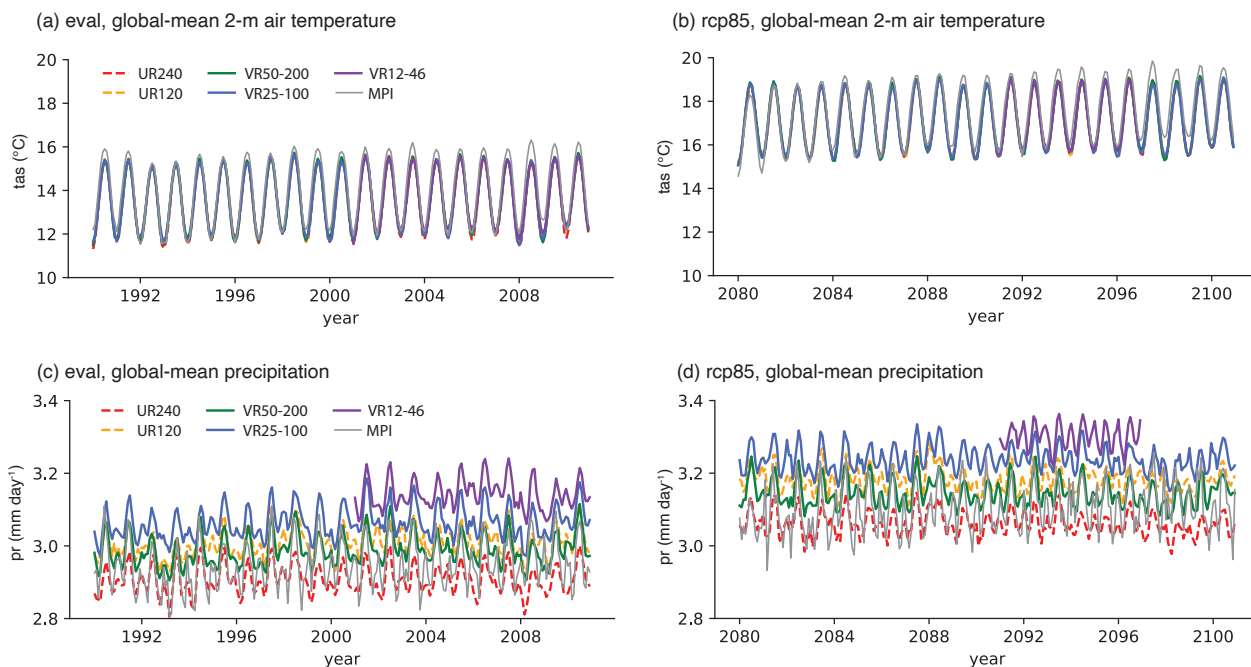 (a) eval, global-mean 2-m air temperature
20
18
16
14
12
10
tas (°C)
UR240
UR120
VR50-200
VR25-100
VR12-46
MPI
1992
1996
2000
2004
2008
year
(b) rcp85, global-mean 2-m air temperature
20
18
16
14
12
10
tas (°C)
2080
2084
2088
2092
2096
2100
year
(c) eval, global-mean precipitation
3.4
3.2
3.0
2.8
pr (mm day⁻¹)
UR240
UR120
VR50-200
VR25-100
VR12-46
MPI
1992
1996
2000
2004
2008
year
(d) rcp85, global-mean precipitation
3.4
3.2
3.0
2.8
pr (mm day⁻¹)
2080
2084
2088
2092
2096
2100
year